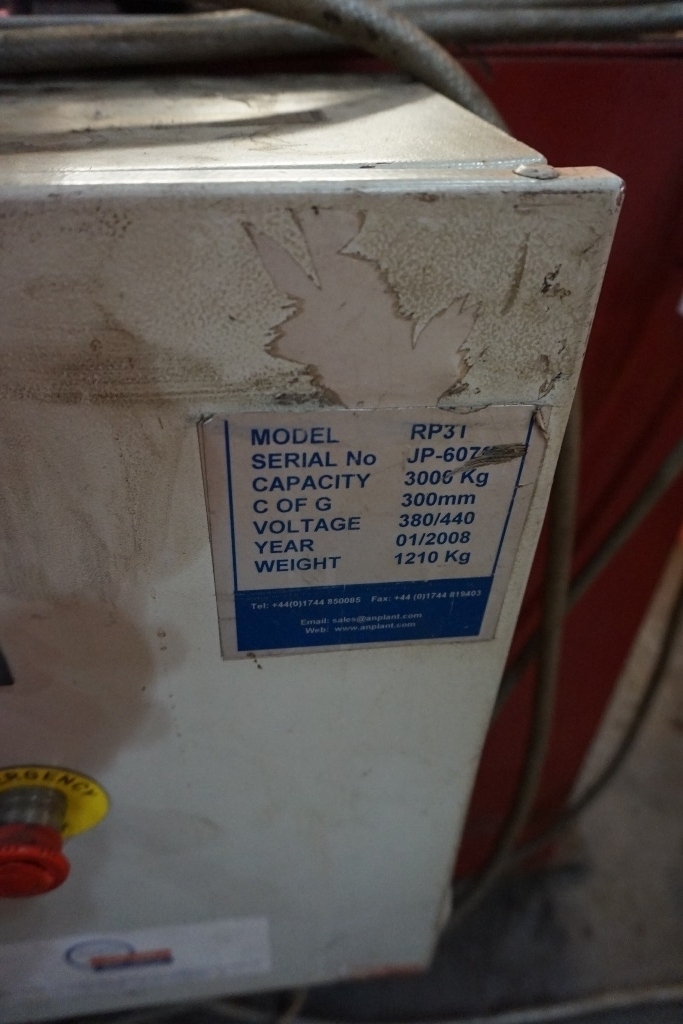 MODEL RP3T
SERIAL No
CAPACITY 3000 Kg
C OF G 300mm
VOLTAGE 380/440
YEAR 01/2008
WEIGHT 1210 Kg
Tel: +44(0)1744 850085 Fax: +44 (0)1744 819403
Email: sales@anplant.com
Web: www.anplant.com